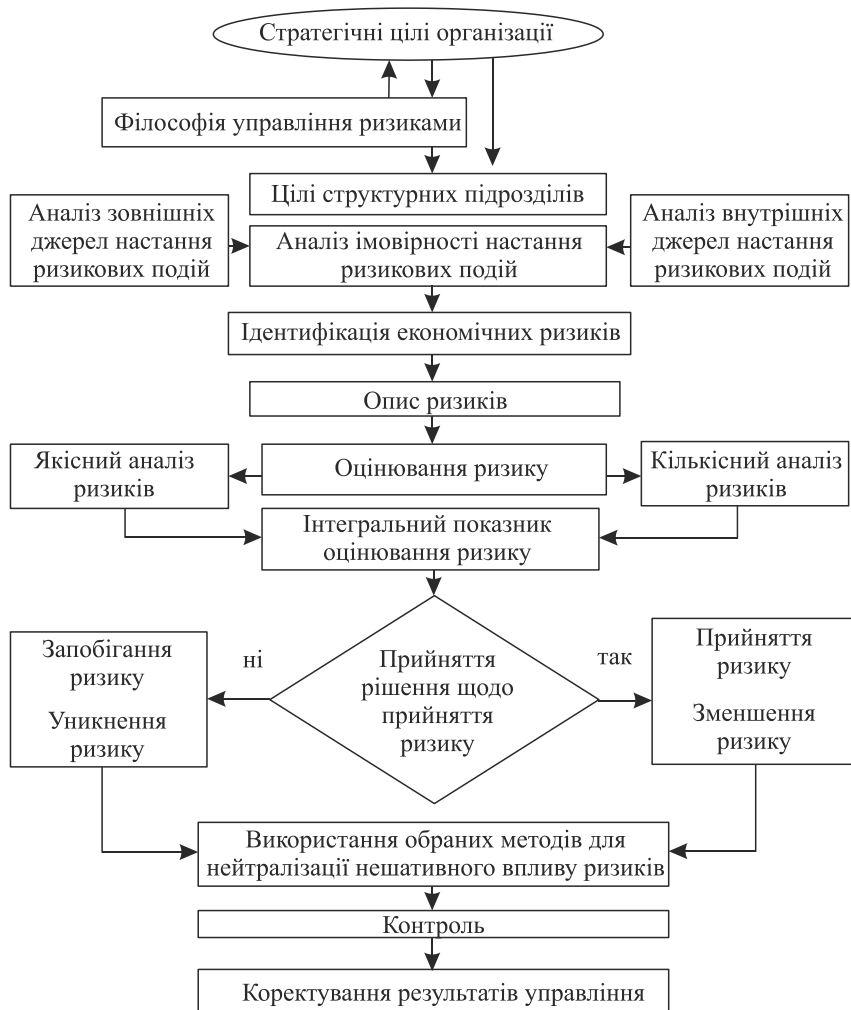 Стратегічні цілі організації
Філософія управління ризиками
Цілі структурних підрозділів
Аналіз зовнішніх
джерел настання
ризикових подій
Аналіз імовірності настання
ризикових подій
Аналіз внутрішніх
джерел настання
ризикових подій
Ідентифікація економічних ризиків
Опис ризиків
Якісний аналіз
ризиків
Оцінювання ризику
Кількісний аналіз
ризиків
Інтегральний показник
оцінювання ризику
Запобігання
ризику
Уникнення
ризику
ні
Прийняття
рішення щодо
прийняття
ризику
так
Прийняття
ризику
Зменшення
ризику
Використання обраних методів для
нейтралізації нешативного впливу ризиків
Контроль
Коректування результатів управління